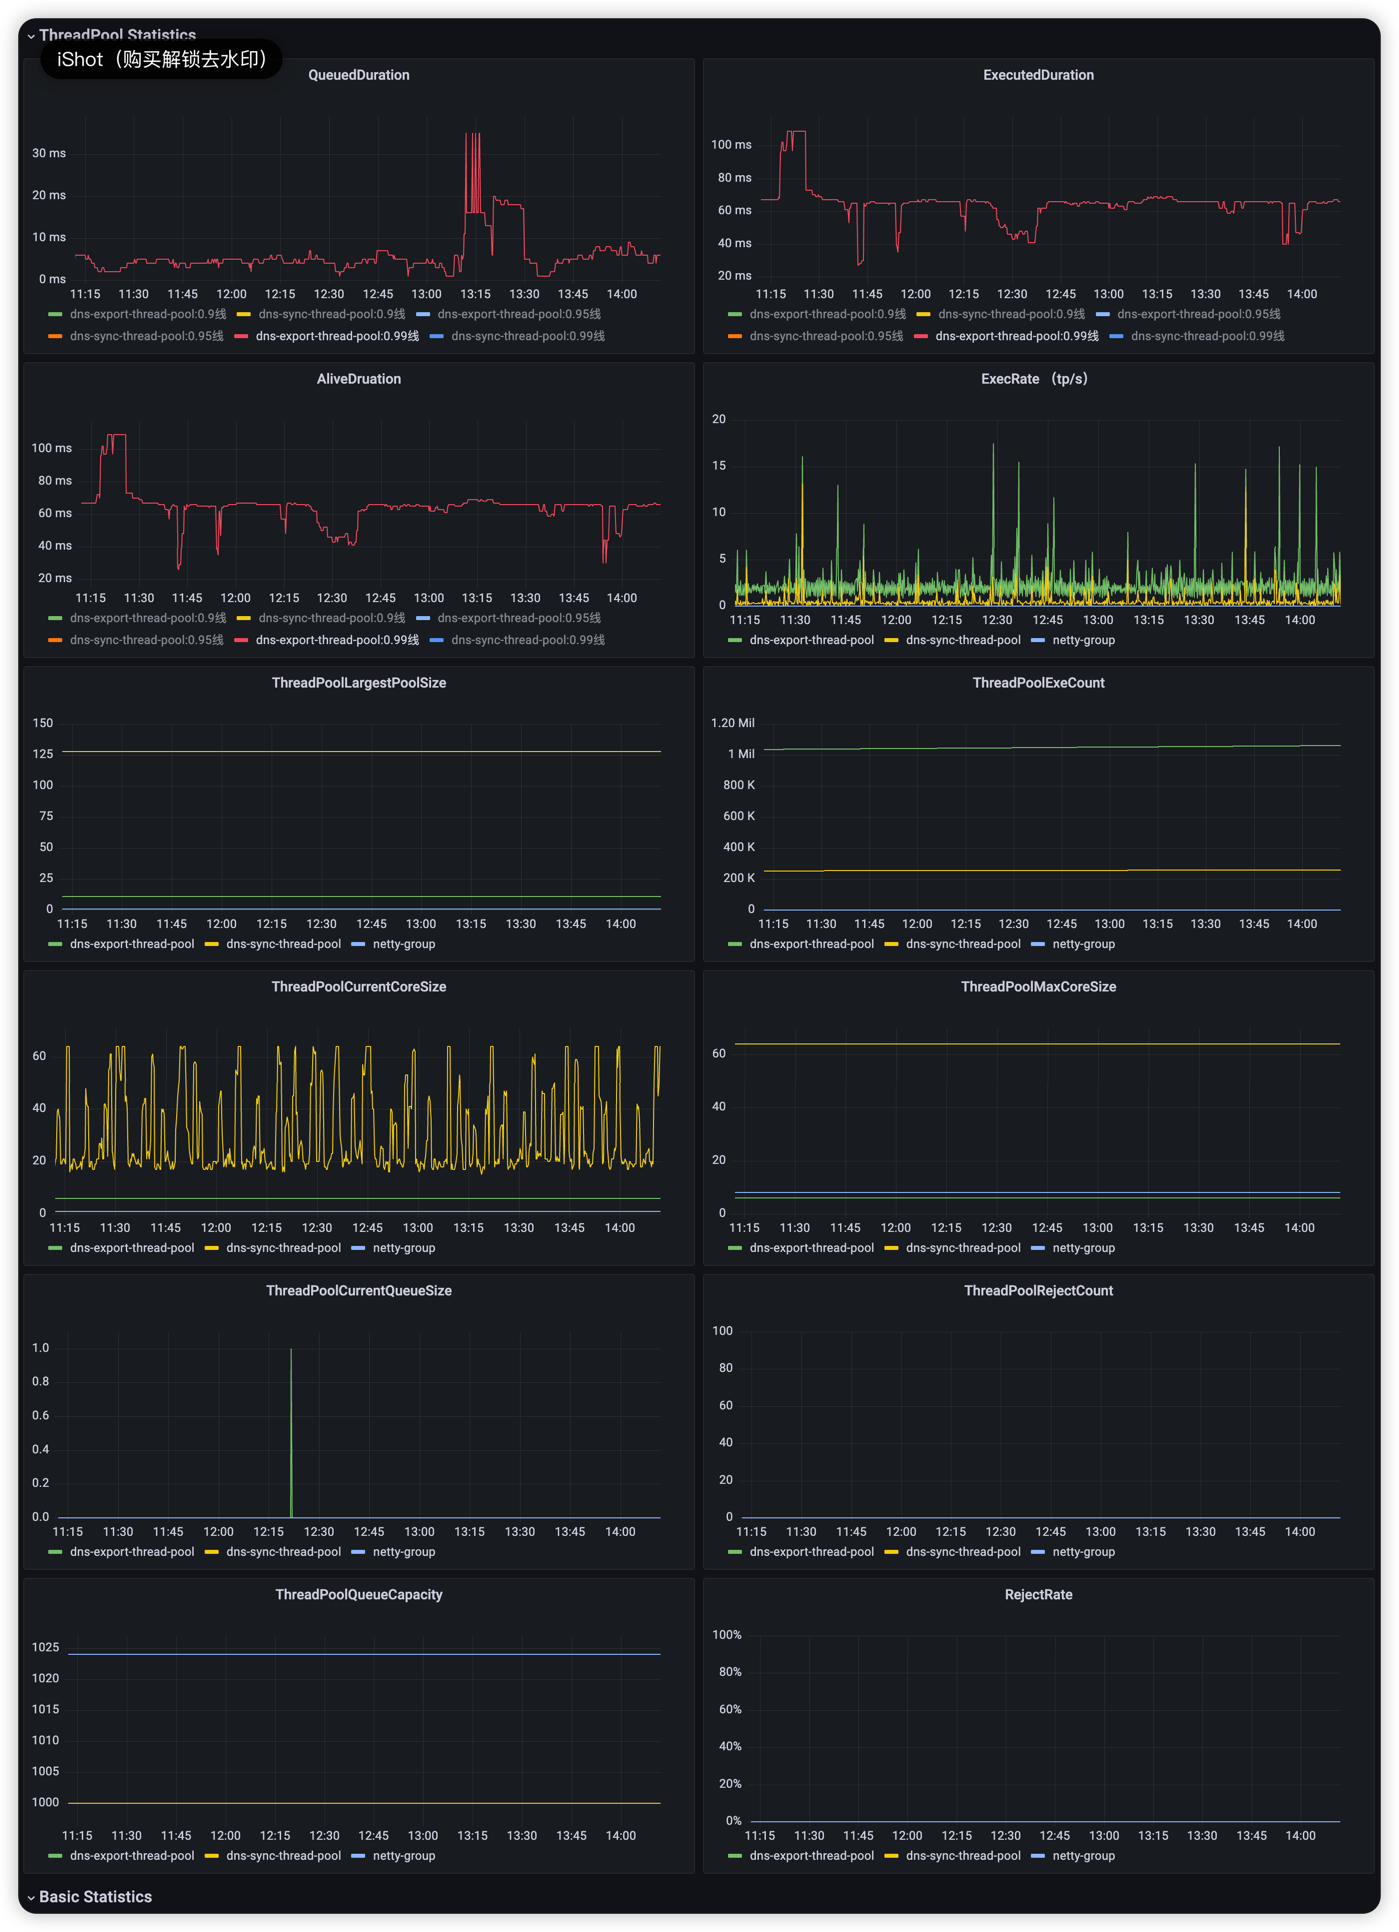 ThreadPool Statistics
iShot（购买解锁去水印）
QueuedDuration
30 ms
20 ms
10 ms
0 ms
11:15 11:30 11:45 12:00 12:15 12:30 12:45 13:00 13:15 13:30 13:45 14:00
dns-export-thread-pool:0.9线 dns-sync-thread-pool:0.9线 dns-export-thread-pool:0.95线
dns-sync-thread-pool:0.95线 dns-export-thread-pool:0.99线 dns-sync-thread-pool:0.99线
ExecutedDuration
100 ms
80 ms
60 ms
40 ms
20 ms
11:15 11:30 11:45 12:00 12:15 12:30 12:45 13:00 13:15 13:30 13:45 14:00
dns-export-thread-pool:0.9线 dns-sync-thread-pool:0.9线 dns-export-thread-pool:0.95线
dns-sync-thread-pool:0.95线 dns-export-thread-pool:0.99线 dns-sync-thread-pool:0.99线
AliveDruation
100 ms
80 ms
60 ms
40 ms
20 ms
11:15 11:30 11:45 12:00 12:15 12:30 12:45 13:00 13:15 13:30 13:45 14:00
dns-export-thread-pool:0.9线 dns-sync-thread-pool:0.9线 dns-export-thread-pool:0.95线
dns-sync-thread-pool:0.95线 dns-export-thread-pool:0.99线 dns-sync-thread-pool:0.99线
ExecRate （tp/s）
20
15
10
5
0
11:15 11:30 11:45 12:00 12:15 12:30 12:45 13:00 13:15 13:30 13:45 14:00
dns-export-thread-pool dns-sync-thread-pool netty-group
ThreadPoolLargestPoolSize
150
125
100
75
50
25
0
11:15 11:30 11:45 12:00 12:15 12:30 12:45 13:00 13:15 13:30 13:45 14:00
dns-export-thread-pool dns-sync-thread-pool netty-group
ThreadPoolExeCount
1.20 Mil
1 Mil
800 K
600 K
400 K
200 K
0
11:15 11:30 11:45 12:00 12:15 12:30 12:45 13:00 13:15 13:30 13:45 14:00
dns-export-thread-pool dns-sync-thread-pool netty-group
ThreadPoolCurrentCoreSize
60
40
20
0
11:15 11:30 11:45 12:00 12:15 12:30 12:45 13:00 13:15 13:30 13:45 14:00
dns-export-thread-pool dns-sync-thread-pool netty-group
ThreadPoolMaxCoreSize
60
40
20
0
11:15 11:30 11:45 12:00 12:15 12:30 12:45 13:00 13:15 13:30 13:45 14:00
dns-export-thread-pool dns-sync-thread-pool netty-group
ThreadPoolCurrentQueueSize
1.0
0.8
0.6
0.4
0.2
0.0
11:15 11:30 11:45 12:00 12:15 12:30 12:45 13:00 13:15 13:30 13:45 14:00
dns-export-thread-pool dns-sync-thread-pool netty-group
ThreadPoolRejectCount
100
80
60
40
20
0
11:15 11:30 11:45 12:00 12:15 12:30 12:45 13:00 13:15 13:30 13:45 14:00
dns-export-thread-pool dns-sync-thread-pool netty-group
ThreadPoolQueueCapacity
1025
1020
1015
1010
1005
1000
11:15 11:30 11:45 12:00 12:15 12:30 12:45 13:00 13:15 13:30 13:45 14:00
dns-export-thread-pool dns-sync-thread-pool netty-group
RejectRate
100%
80%
60%
40%
20%
0%
11:15 11:30 11:45 12:00 12:15 12:30 12:45 13:00 13:15 13:30 13:45 14:00
dns-export-thread-pool dns-sync-thread-pool netty-group
Basic Statistics